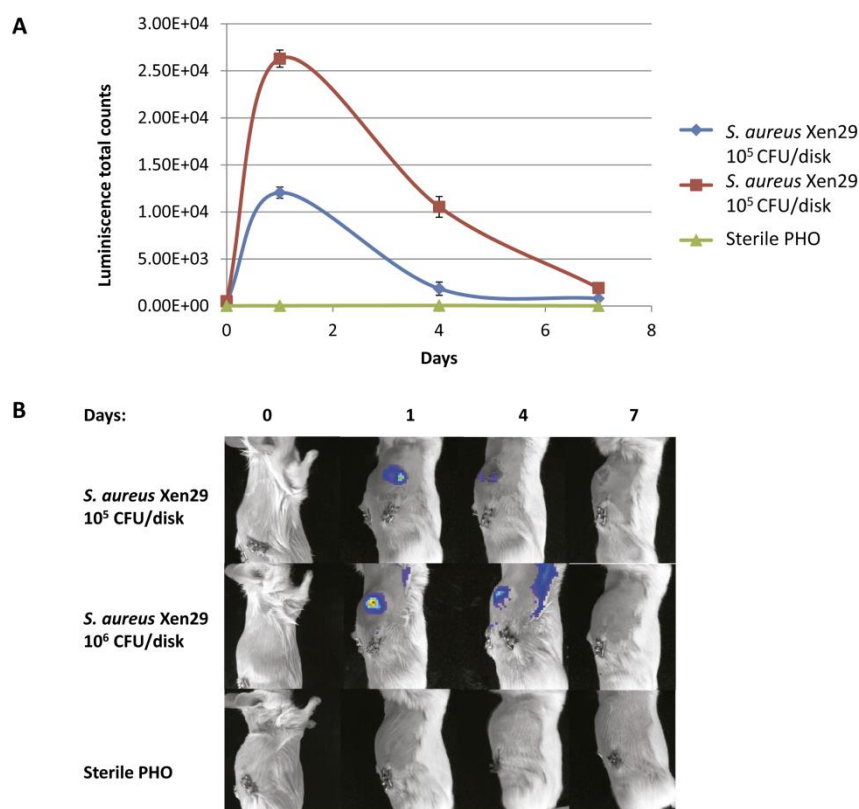 A
3.00E+04
2.50E+04
2.00E+04
1.50E+04
1.00E+04
5.00E+03
0.00E+00
Luminiscence total counts
0 2 4 6 8
Days
S. aureus Xen29
10⁵ CFU/disk
S. aureus Xen29
10⁵ CFU/disk
Sterile PHO
B
Days: 0 1 4 7
S. aureus Xen29
10⁵ CFU/disk
S. aureus Xen29
10⁶ CFU/disk
Sterile PHO